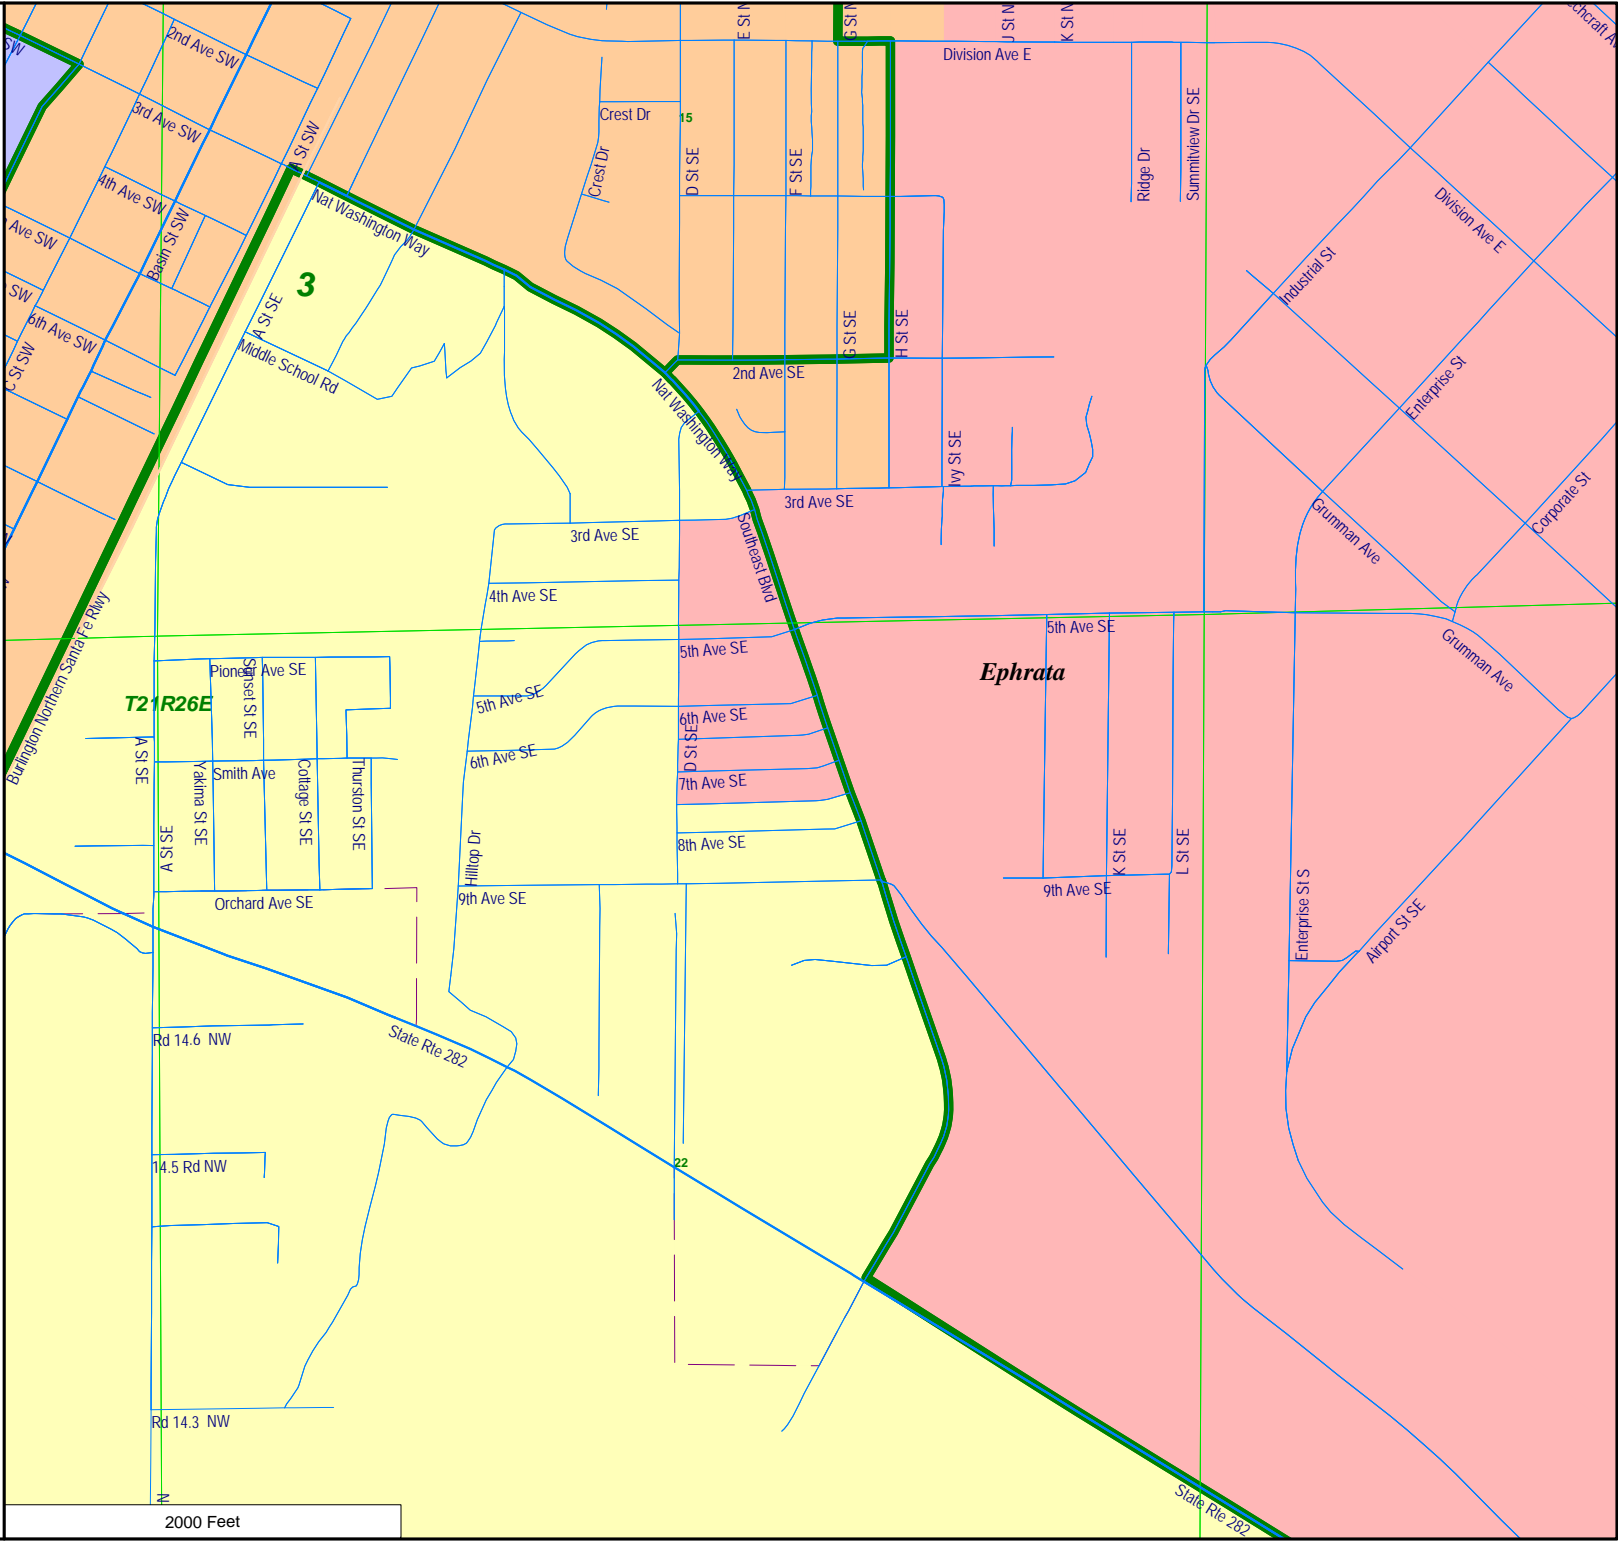 SW
2nd Ave SW
E St N
G St N
J St N
K St N
Division Ave E
3rd Ave SW
A St SW
Crest Dr
15
Crest Dr
D St SE
F St SE
Ridge Dr
Summitview Dr SE
4th Ave SW
Ave SW
Basin St SW
Nat Washington Way
Division Ave E
3
SW
6th Ave SW
C St SW
A St SE
Middle School Rd
Industrial St
G St SE
H St SE
2nd Ave SE
Nat Washington Way
Enterprise St
Ivy St SE
3rd Ave SE
3rd Ave SE
Southeast Blvd
Grumman Ave
Corporate St
4th Ave SE
Burlington Northern Santa Fe Rlwy
5th Ave SE
5th Ave SE
Grumman Ave
Pioneer Ave SE
Sunset St SE
Ephrata
T21R26E
5th Ave SE
6th Ave SE
D St SE
6th Ave SE
A St SE
Yakima St SE
Smith Ave
Cottage St SE
Thurston St SE
7th Ave SE
A St SE
Hilltop Dr
8th Ave SE
K St SE
L St SE
Orchard Ave SE
9th Ave SE
9th Ave SE
Enterprise St S
Airport St SE
Rd 14.6 NW
State Rte 282
14.5 Rd NW
22
Rd 14.3 NW
N
State Rte 282
2000 Feet